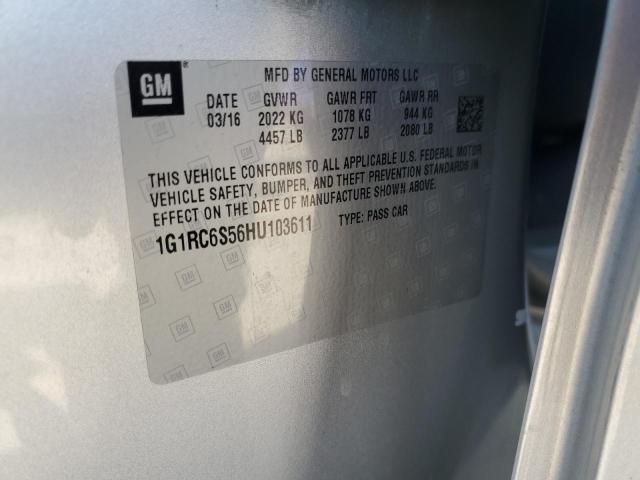 GM
MFD BY GENERAL MOTORS LLC
DATE GVWR GAWR FRT GAWR RR
03/16 2022 KG 1078 KG 944 KG
4457 LB 2377 LB 2080 LB
THIS VEHICLE CONFORMS TO ALL APPLICABLE U.S. FEDERAL MOTOR
VEHICLE SAFETY, BUMPER, AND THEFT PREVENTION STANDARDS IN
EFFECT ON THE DATE OF MANUFACTURE SHOWN ABOVE.
1G1RC6S56HU103611 TYPE: PASS CAR